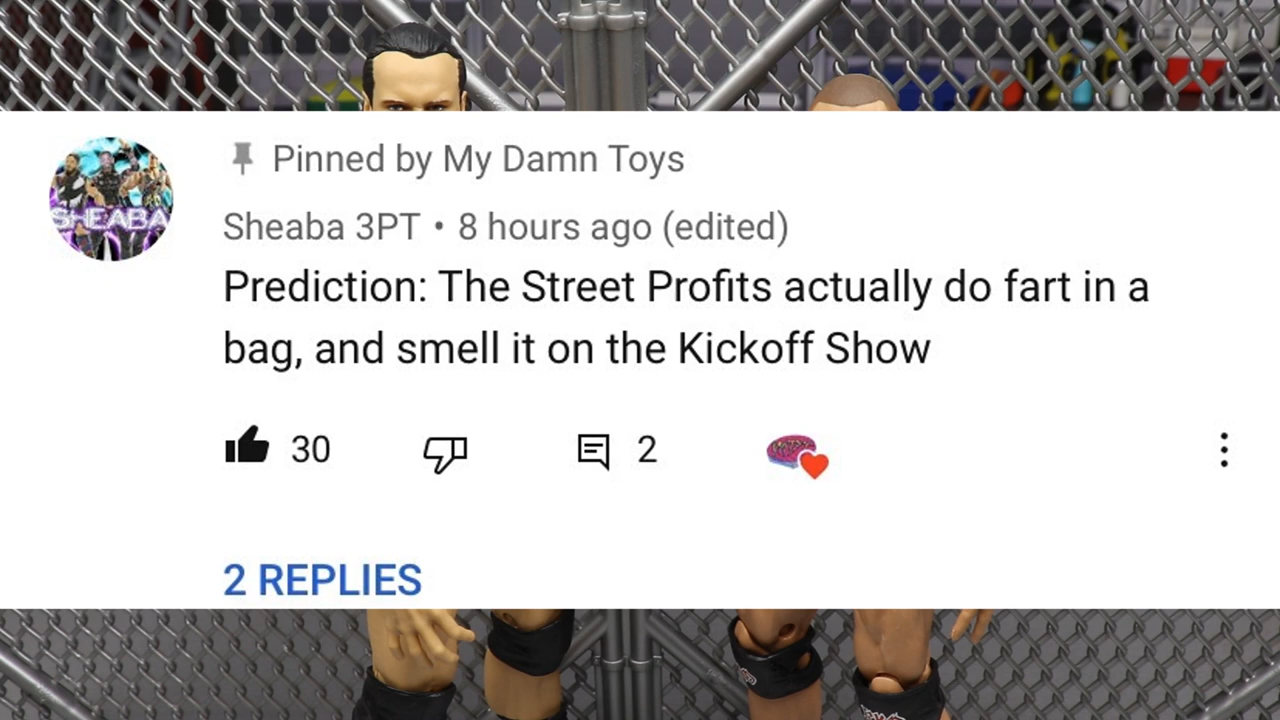 Pinned by My Damn Toys
SHEABA
Sheaba 3PT • 8 hours ago (edited)
Prediction: The Street Profits actually do fart in a
bag, and smell it on the Kickoff Show
30
2
2 REPLIES